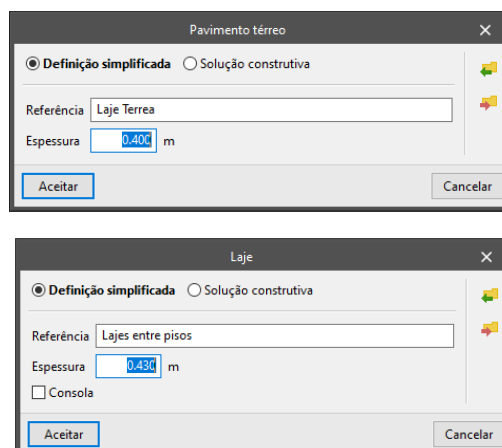 Pavimento térreo
Definição simplificada Solução construtiva
Referência Laje Terrea
Espessura 0.400 m
Aceitar Cancelar
Laje
Definição simplificada Solução construtiva
Referência Lajes entre pisos
Espessura 0.430 m
Consola
Aceitar Cancelar